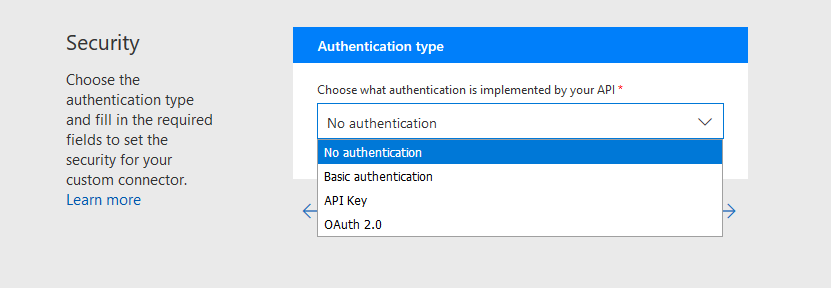 Security
Choose the
authentication type
and fill in the required
fields to set the
security for your
custom connector.
Learn more
Authentication type
Choose what authentication is implemented by your API *
No authentication
No authentication
Basic authentication
API Key
OAuth 2.0